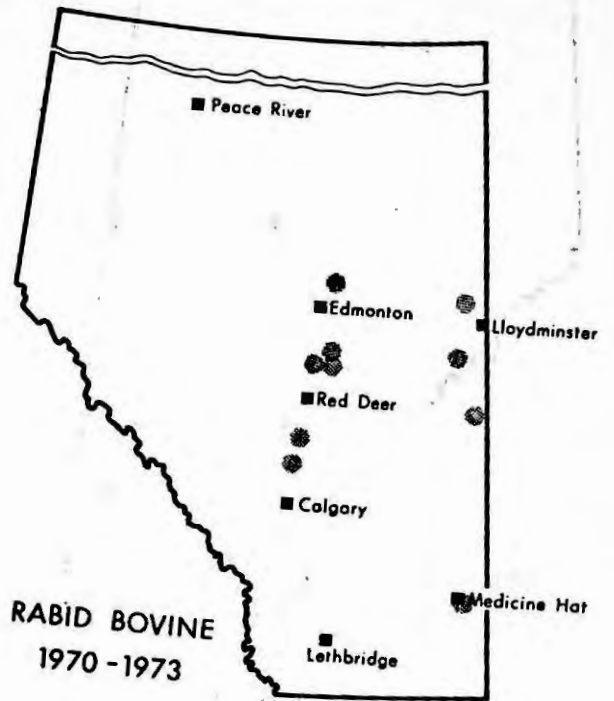 Peace River
Edmonton
Lloydminster
Red Deer
Calgary
Medicine Hat
RABID BOVINE
1970 - 1973
Lethbridge